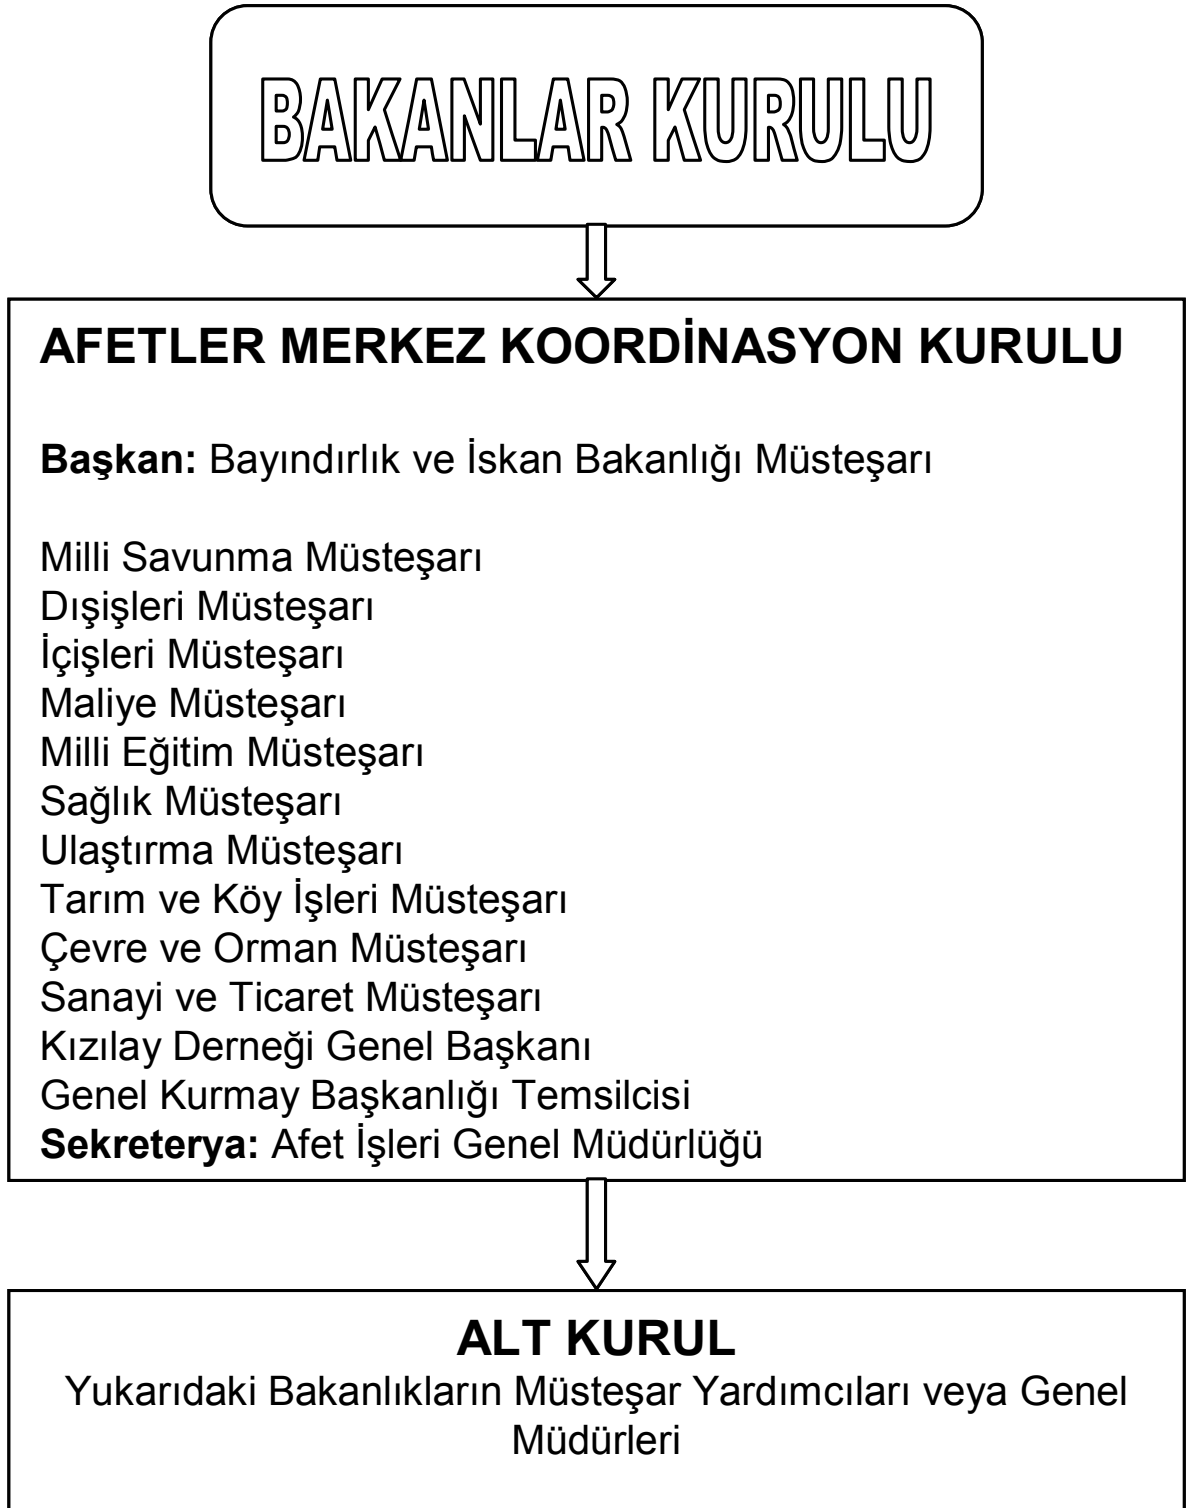 BAKANLAR KURULU
AFETLER MERKEZ KOORDİNASYON KURULU
Başkan: Bayındırlık ve İskan Bakanlığı Müsteşarı
Milli Savunma Müsteşarı
Dışişleri Müsteşarı
İçişleri Müsteşarı
Maliye Müsteşarı
Milli Eğitim Müsteşarı
Sağlık Müsteşarı
Ulaştırma Müsteşarı
Tarım ve Köy İşleri Müsteşarı
Çevre ve Orman Müsteşarı
Sanayi ve Ticaret Müsteşarı
Kızılay Derneği Genel Başkanı
Genel Kurmay Başkanlığı Temsilcisi
Sekreterya: Afet İşleri Genel Müdürlüğü
ALT KURUL
Yukarıdaki Bakanlıkların Müsteşar Yardımcıları veya Genel
Müdürleri